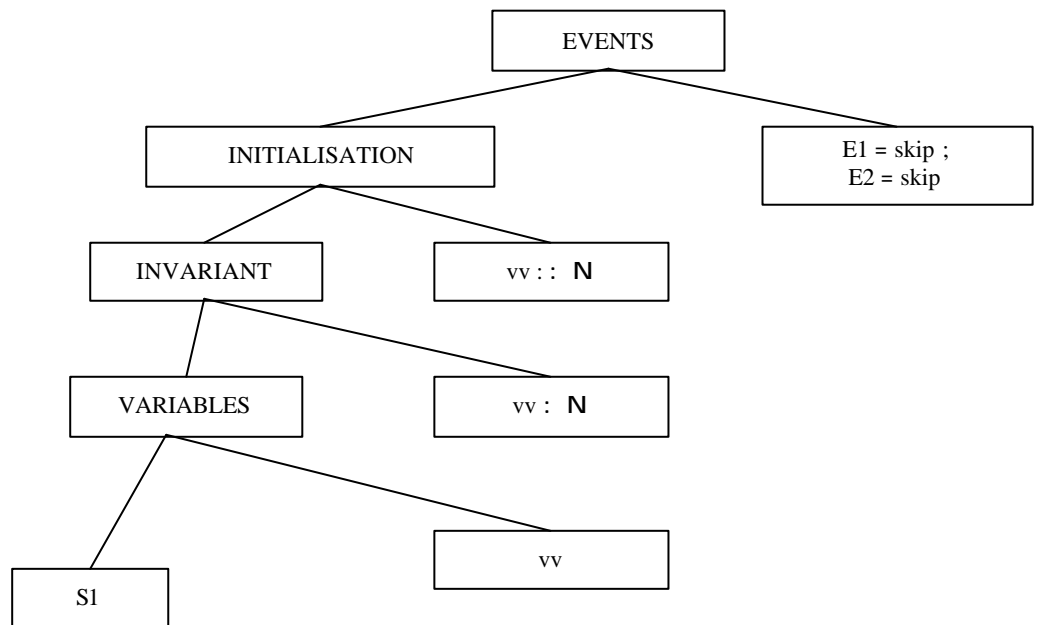 EVENTS
INITIALISATION
E1 = skip ;
E2 = skip
INVARIANT
vv : : N
VARIABLES
vv : N
vv
S1